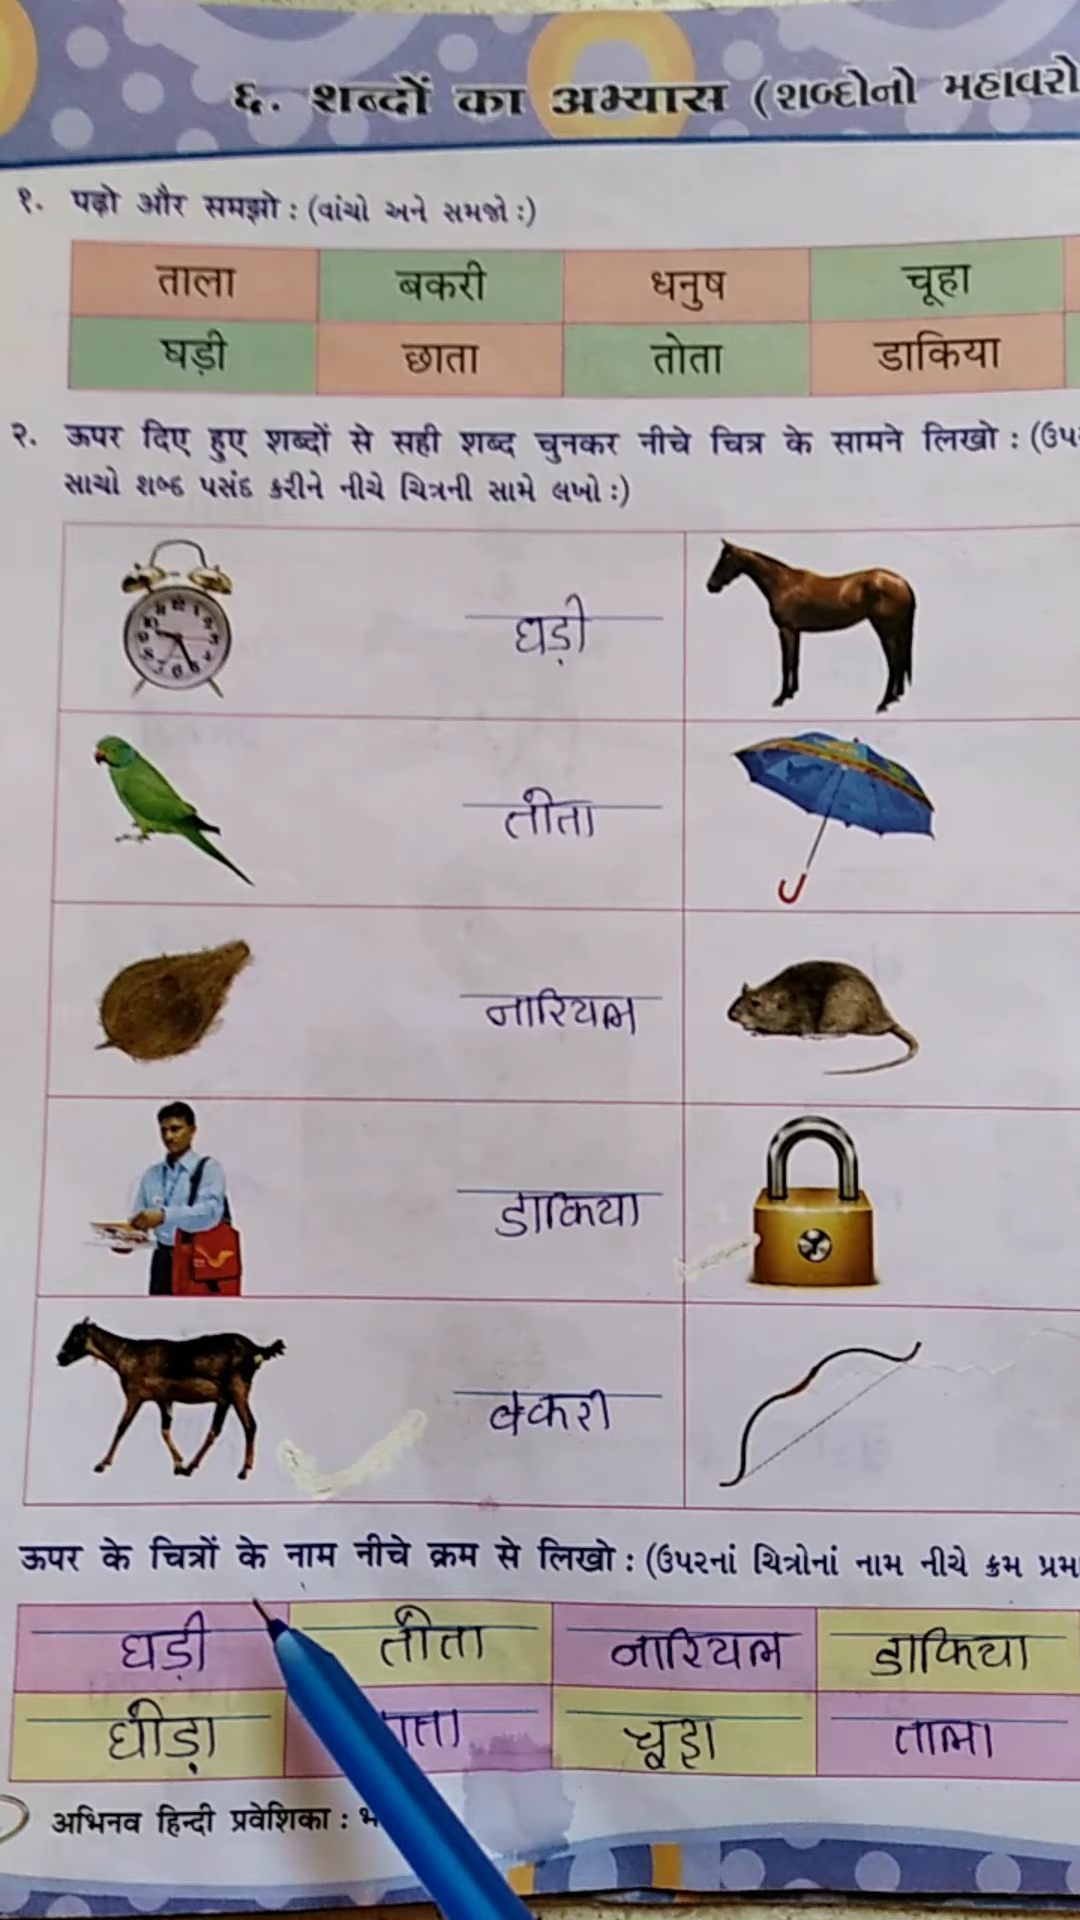 ६. शब्दों का अभ्यास (શબ્દોનો મહાવરો
१. पढ़ो और समझो : (વાંચો અને સમજો :)
ताला बकरी धनुष चूहा
घड़ी छाता तोता डाकिया
२. ऊपर दिए हुए शब्दों से सही शब्द चुनकर नीचे चित्र के सामने लिखो : (ઉપર
સાચો શબ્દ પસંદ કરીને નીચે ચિત્રની સામે લખો :)
घड़ी
तोता
नारियल
डाकिया
बकरी
ऊपर के चित्रों के नाम नीचे क्रम से लिखो : (ઉપરનાં ચિત્રોનાં નામ નીચે ક્રમ પ્રમ
घड़ी तोता नारियल डाकिया
घोड़ा ाता चूहा ताला
अभिनव हिन्दी प्रवेशिका :